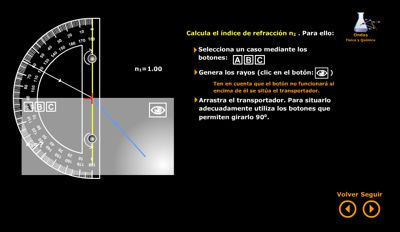 Calcula el índice de refracción n₂ . Para ello:
Ondas
Física y Química
Selecciona un caso mediante los
botones: A B C
n₁=1.00
Genera los rayos (clic en el botón: )
Ten en cuenta que el botón no funcionará si
encima de él se sitúa el transportador.
A B C
Arrastra el transportador. Para situarlo
adecuadamente utiliza los botones que
permiten girarlo 90º.
Volver Seguir